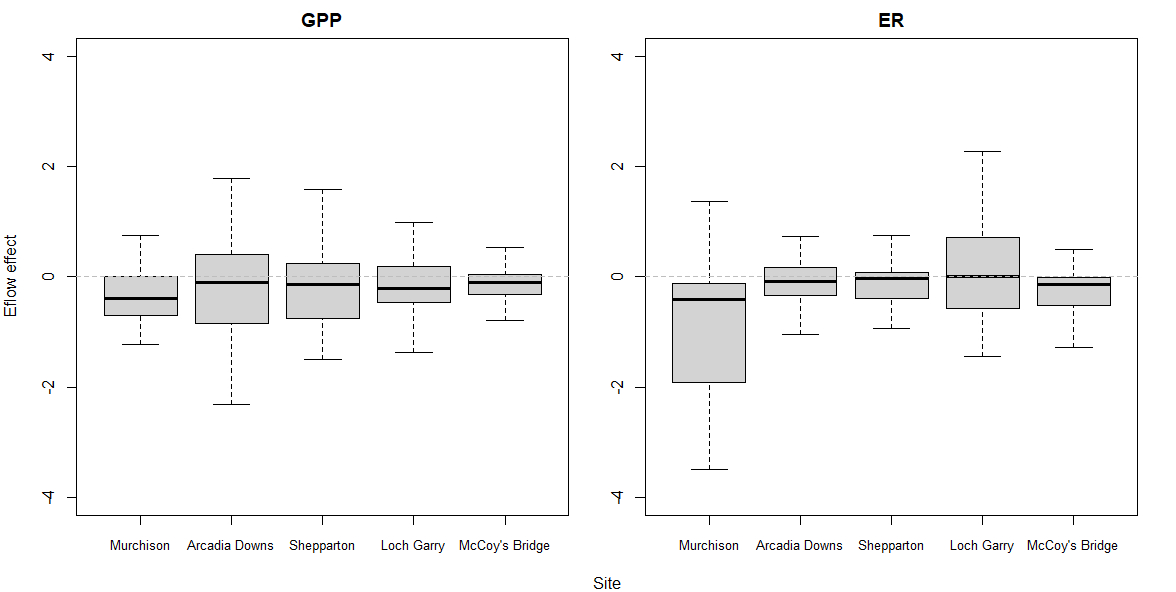 GPP
ER
Eflow effect
4
2
0
-2
-4
4
2
0
-2
-4
Murchison Arcadia Downs Shepparton Loch Garry McCoy's Bridge
Murchison Arcadia Downs Shepparton Loch Garry McCoy's Bridge
Site